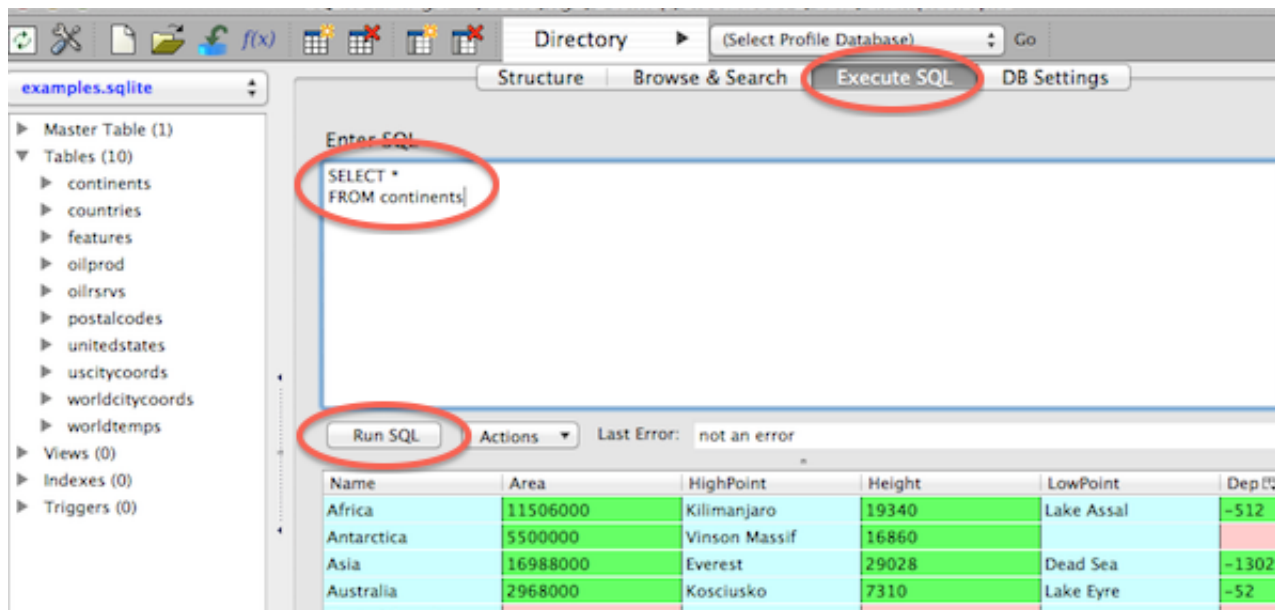 f(x) Directory (Select Profile Database) Go
examples.sqlite
Structure Browse & Search Execute SQL DB Settings
Master Table (1)
Tables (10)
continents
countries
features
oilprod
oilrsrvs
postalcodes
unitedstates
uscitycoords
worldcitycoords
worldtemps
Views (0)
Indexes (0)
Triggers (0)
Enter SQL
SELECT *
FROM continents
Run SQL Actions Last Error: not an error
Name Area HighPoint Height LowPoint Dep
Africa 11506000 Kilimanjaro 19340 Lake Assal -512
Antarctica 5500000 Vinson Massif 16860
Asia 16988000 Everest 29028 Dead Sea -1302
Australia 2968000 Kosciusko 7310 Lake Eyre -52